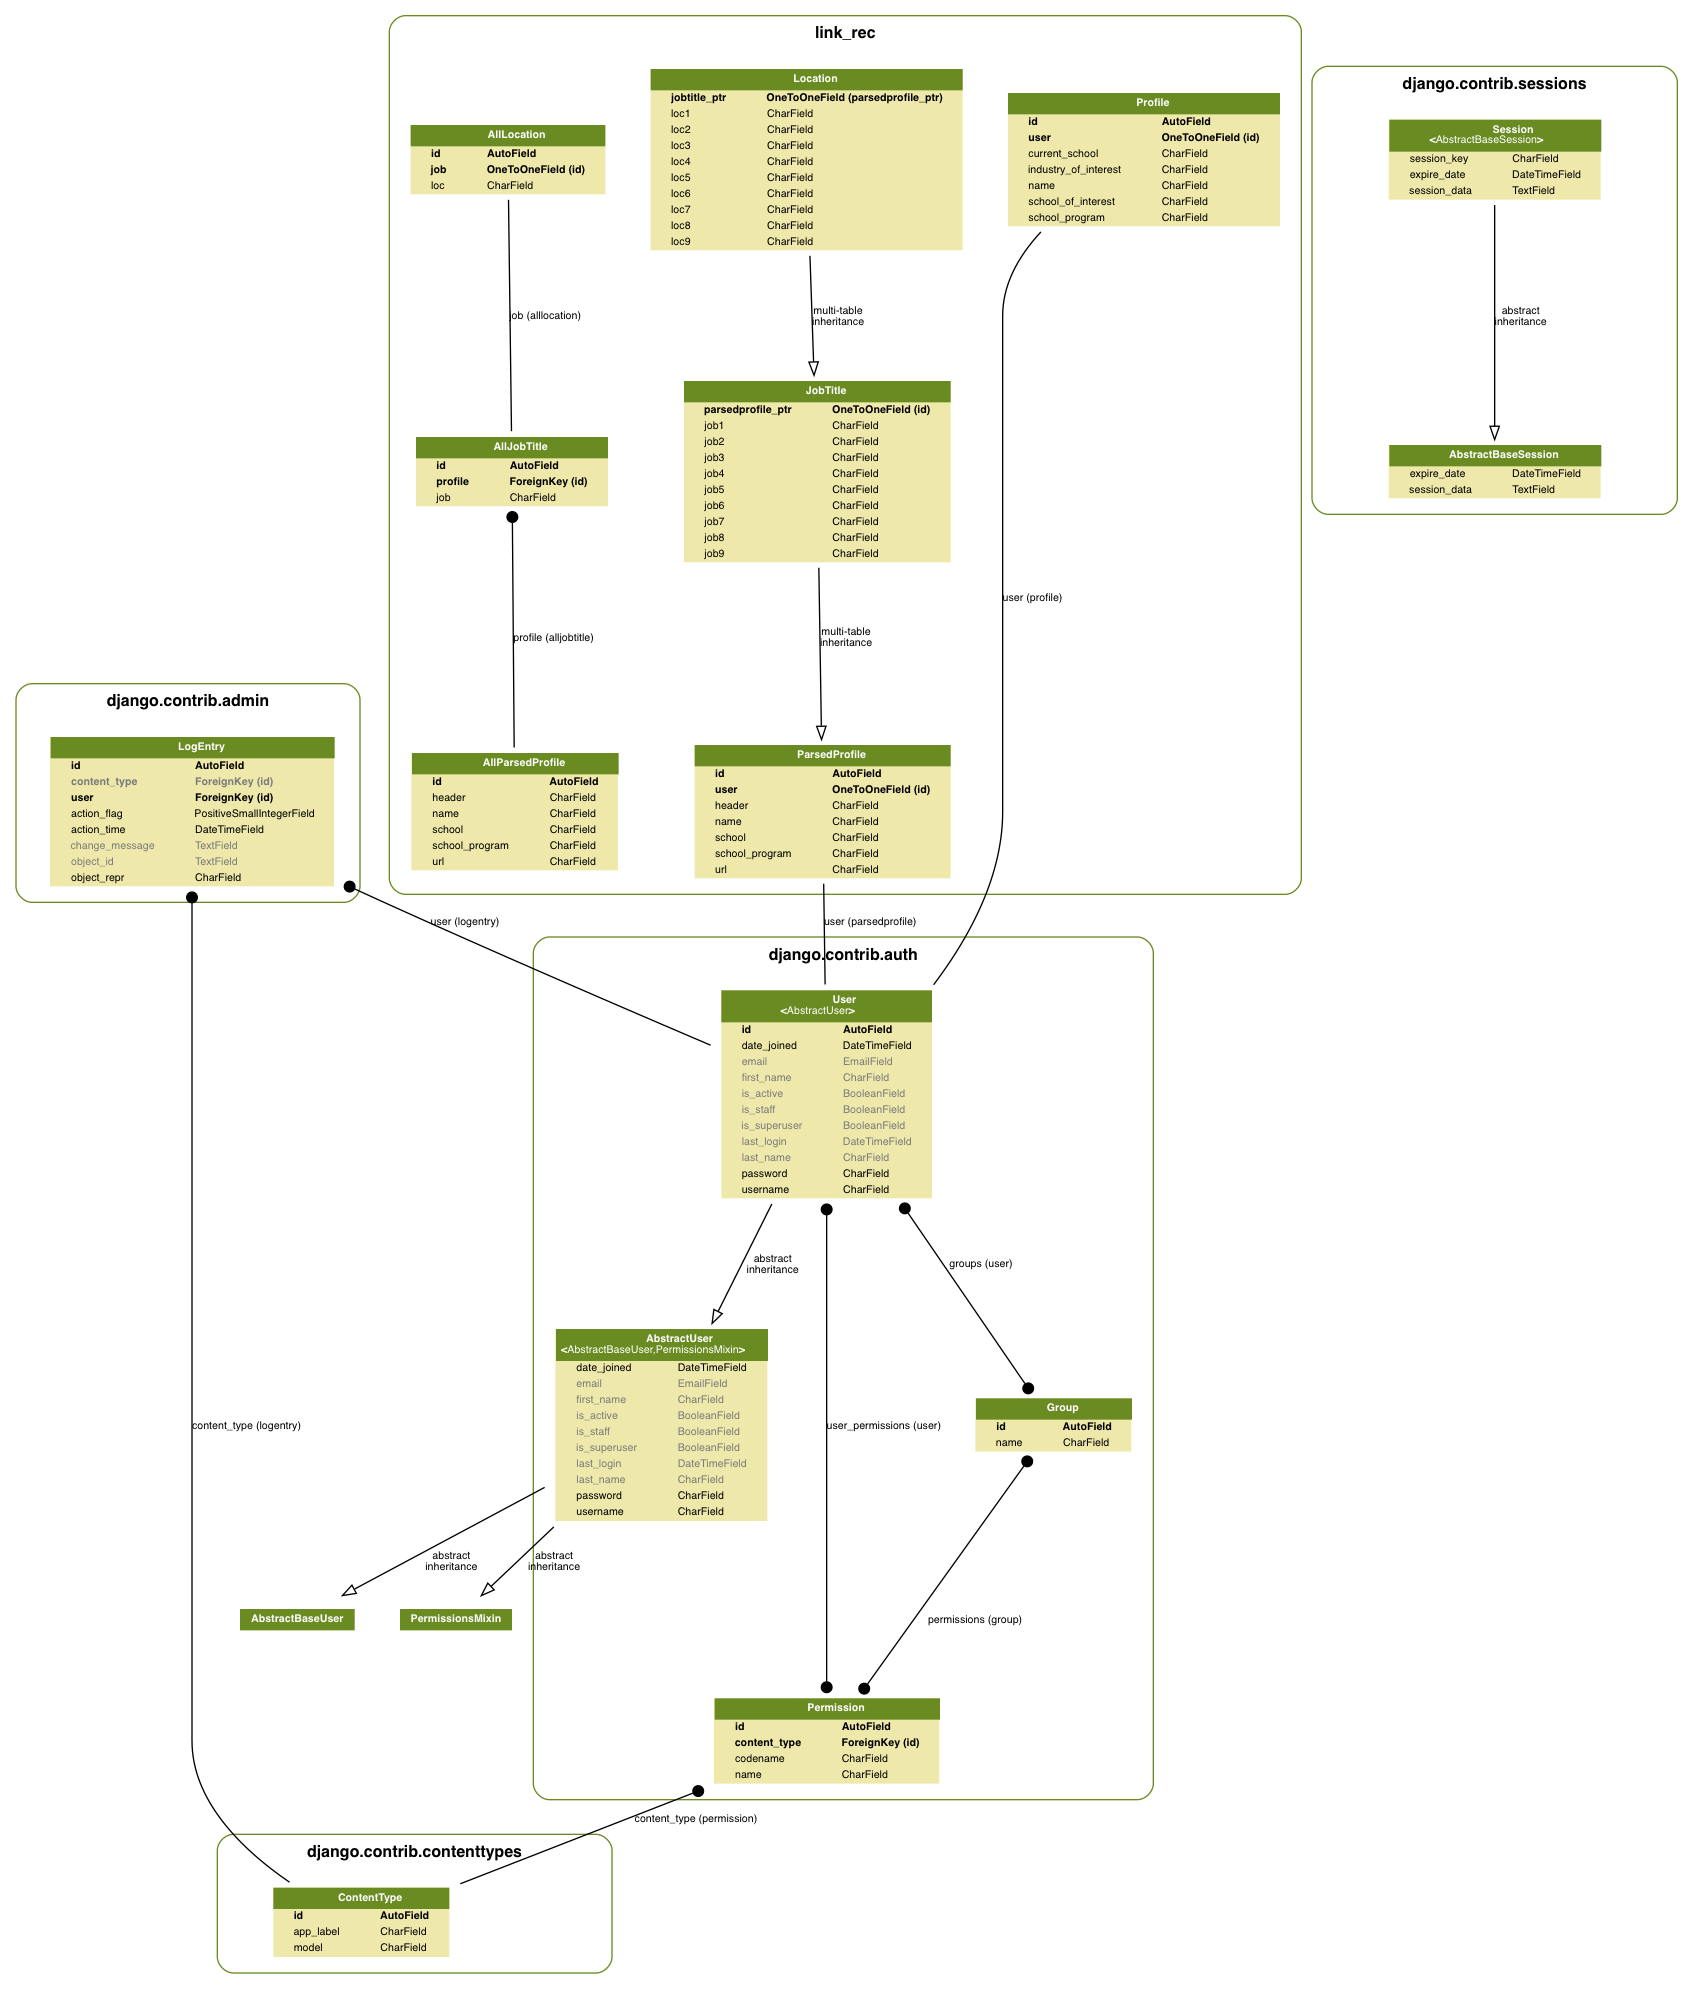 link_rec
Location
jobtitle_ptr OneToOneField (parsedprofile_ptr)
loc1 CharField
loc2 CharField
loc3 CharField
loc4 CharField
loc5 CharField
loc6 CharField
loc7 CharField
loc8 CharField
loc9 CharField
Profile
id AutoField
user OneToOneField (id)
current_school CharField
industry_of_interest CharField
name CharField
school_of_interest CharField
school_program CharField
AllLocation
id AutoField
job OneToOneField (id)
loc CharField
job (alllocation)
multi-table
inheritance
JobTitle
parsedprofile_ptr OneToOneField (id)
job1 CharField
job2 CharField
job3 CharField
job4 CharField
job5 CharField
job6 CharField
job7 CharField
job8 CharField
job9 CharField
AllJobTitle
id AutoField
profile ForeignKey (id)
job CharField
user (profile)
profile (alljobtitle)
multi-table
inheritance
AllParsedProfile
id AutoField
header CharField
name CharField
school CharField
school_program CharField
url CharField
ParsedProfile
id AutoField
user OneToOneField (id)
header CharField
name CharField
school CharField
school_program CharField
url CharField
django.contrib.sessions
Session
<AbstractBaseSession>
session_key CharField
expire_date DateTimeField
session_data TextField
abstract
inheritance
AbstractBaseSession
expire_date DateTimeField
session_data TextField
django.contrib.admin
LogEntry
id AutoField
content_type ForeignKey (id)
user ForeignKey (id)
action_flag PositiveSmallIntegerField
action_time DateTimeField
change_message TextField
object_id TextField
object_repr CharField
user (logentry)
user (parsedprofile)
django.contrib.auth
User
<AbstractUser>
id AutoField
date_joined DateTimeField
email EmailField
first_name CharField
is_active BooleanField
is_staff BooleanField
is_superuser BooleanField
last_login DateTimeField
last_name CharField
password CharField
username CharField
abstract
inheritance
groups (user)
AbstractUser
<AbstractBaseUser,PermissionsMixin>
date_joined DateTimeField
email EmailField
first_name CharField
is_active BooleanField
is_staff BooleanField
is_superuser BooleanField
last_login DateTimeField
last_name CharField
password CharField
username CharField
content_type (logentry)
user_permissions (user)
Group
id AutoField
name CharField
abstract
inheritance
abstract
inheritance
AbstractBaseUser
PermissionsMixin
permissions (group)
Permission
id AutoField
content_type ForeignKey (id)
codename CharField
name CharField
content_type (permission)
django.contrib.contenttypes
ContentType
id AutoField
app_label CharField
model CharField